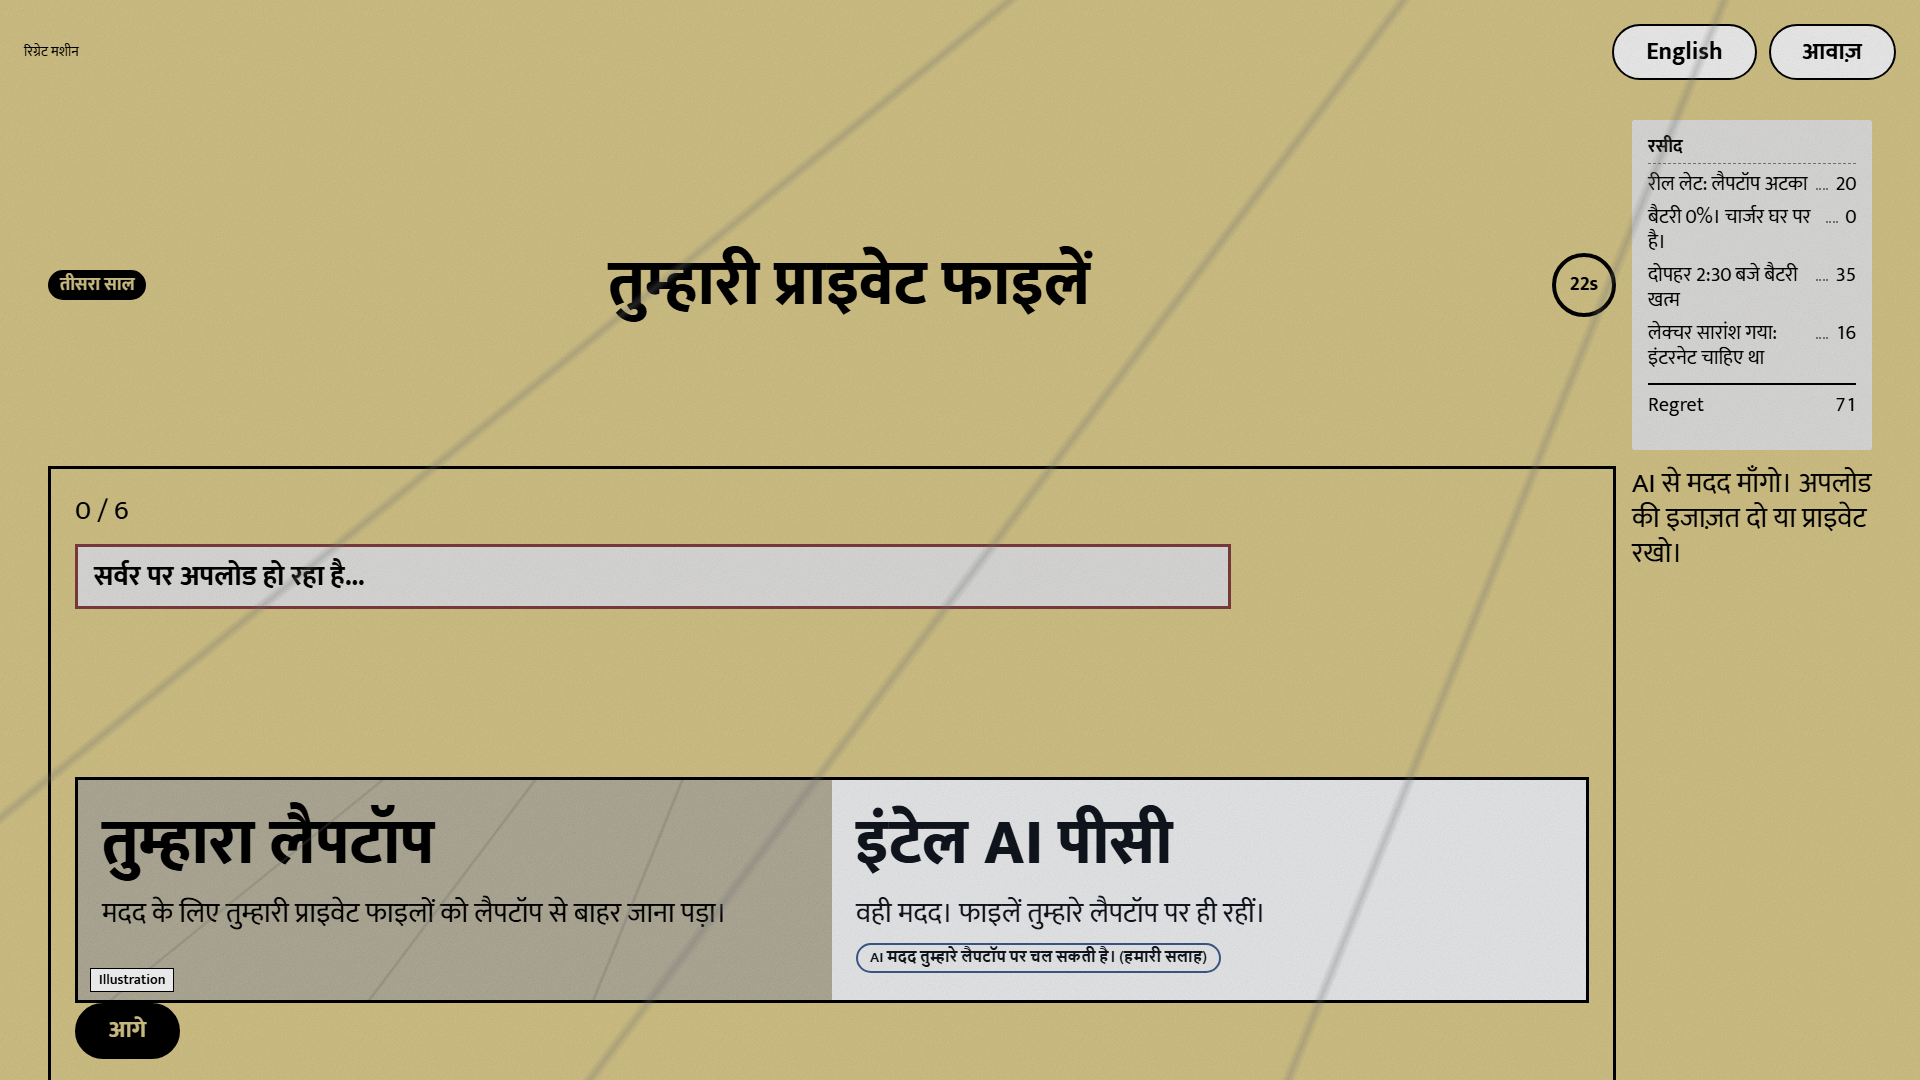 रिग्रेट मशीन
English
आवाज़
रसीद
रील लेट: लैपटॉप अटका .... 20
बैटरी 0%। चार्जर घर पर .... 0
है।
दोपहर 2:30 बजे बैटरी .... 35
खत्म
लेक्चर सारांश गया: .... 16
इंटरनेट चाहिए था
Regret 71
तीसरा साल
तुम्हारी प्राइवेट फाइलें
22s
AI से मदद माँगो। अपलोड
की इजाज़त दो या प्राइवेट
रखो।
0 / 6
सर्वर पर अपलोड हो रहा है...
तुम्हारा लैपटॉप
मदद के लिए तुम्हारी प्राइवेट फाइलों को लैपटॉप से बाहर जाना पड़ा।
Illustration
इंटेल AI पीसी
वही मदद। फाइलें तुम्हारे लैपटॉप पर ही रहीं।
AI मदद तुम्हारे लैपटॉप पर चल सकती है। (हमारी सलाह)
आगे